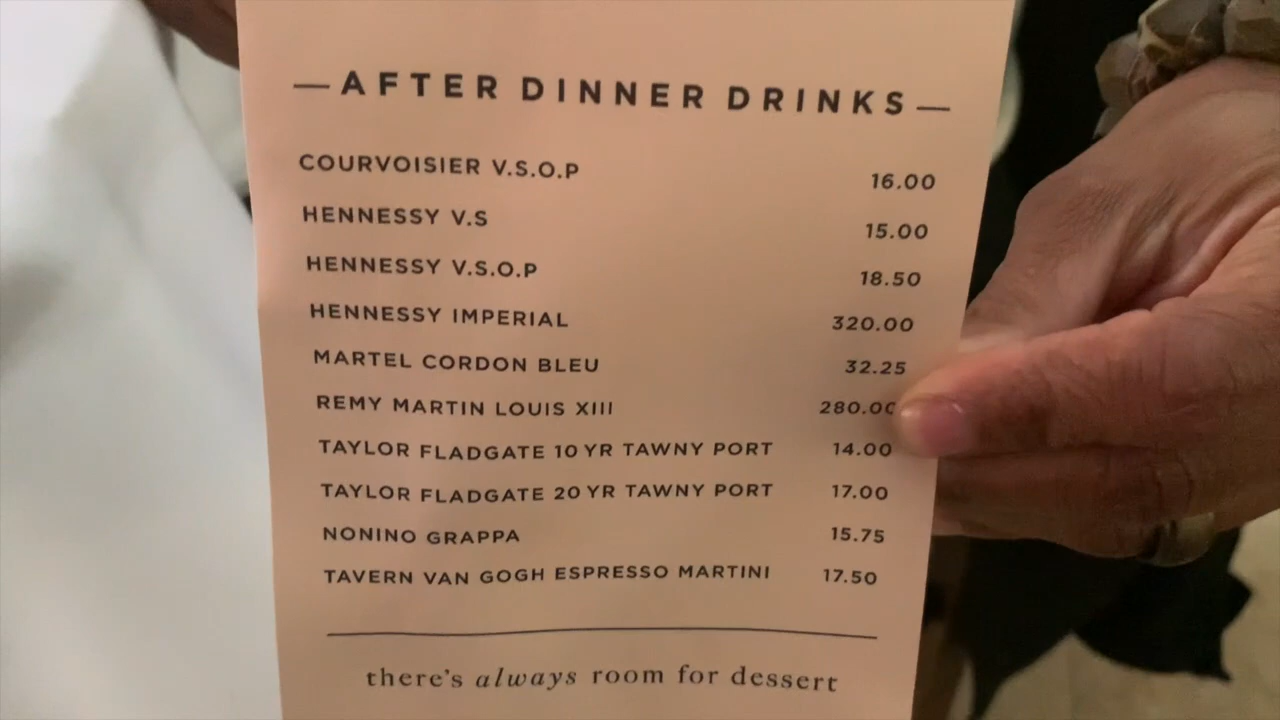 — AFTER DINNER DRINKS —
COURVOISIER V.S.O.P 16.00
HENNESSY V.S 15.00
HENNESSY V.S.O.P 18.50
HENNESSY IMPERIAL 320.00
MARTEL CORDON BLEU 32.25
REMY MARTIN LOUIS XIII 280.00
TAYLOR FLADGATE 10 YR TAWNY PORT 14.00
TAYLOR FLADGATE 20 YR TAWNY PORT 17.00
NONINO GRAPPA 15.75
TAVERN VAN GOGH ESPRESSO MARTINI 17.50
there's always room for dessert